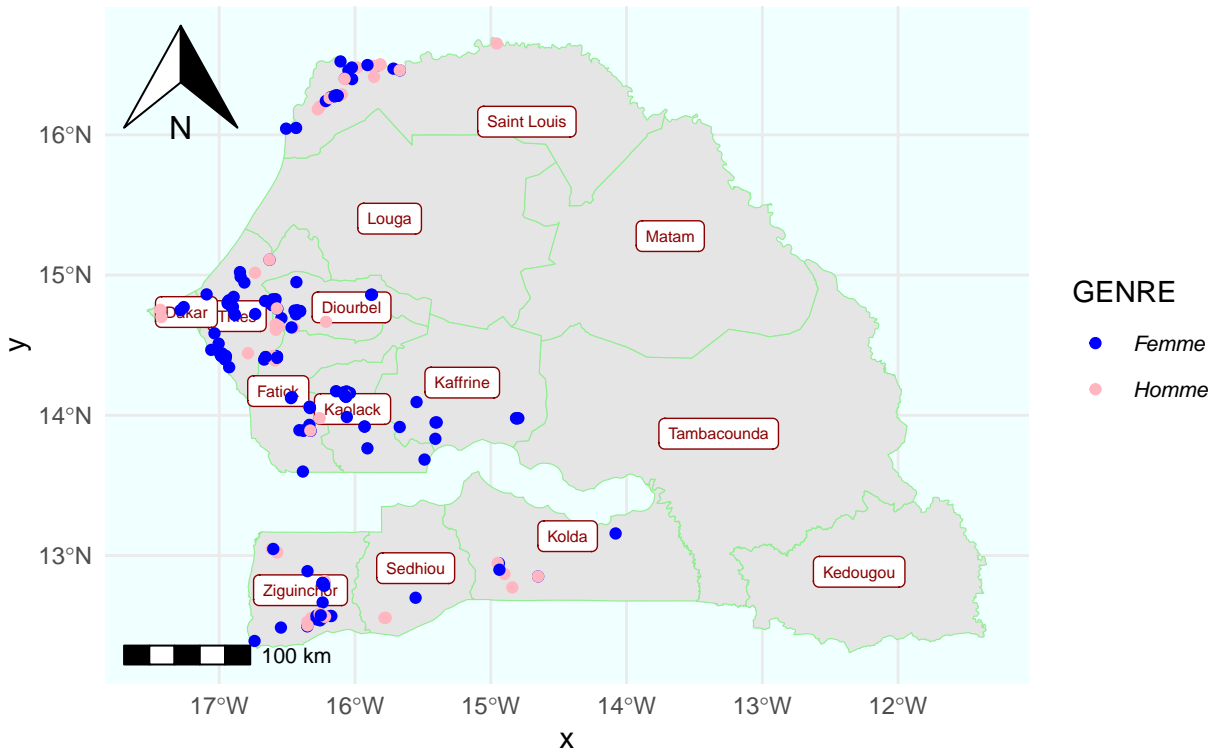 N
Saint Louis
Louga
Matam
Dakar
Thies
Diourbel
Fatick
Kaolack
Kaffrine
Tambacounda
Kolda
Sedhiou
Ziguinchor
Kedougou
100 km
16°N
15°N
14°N
13°N
y
17°W
16°W
15°W
14°W
13°W
12°W
x
GENRE
Femme
Homme